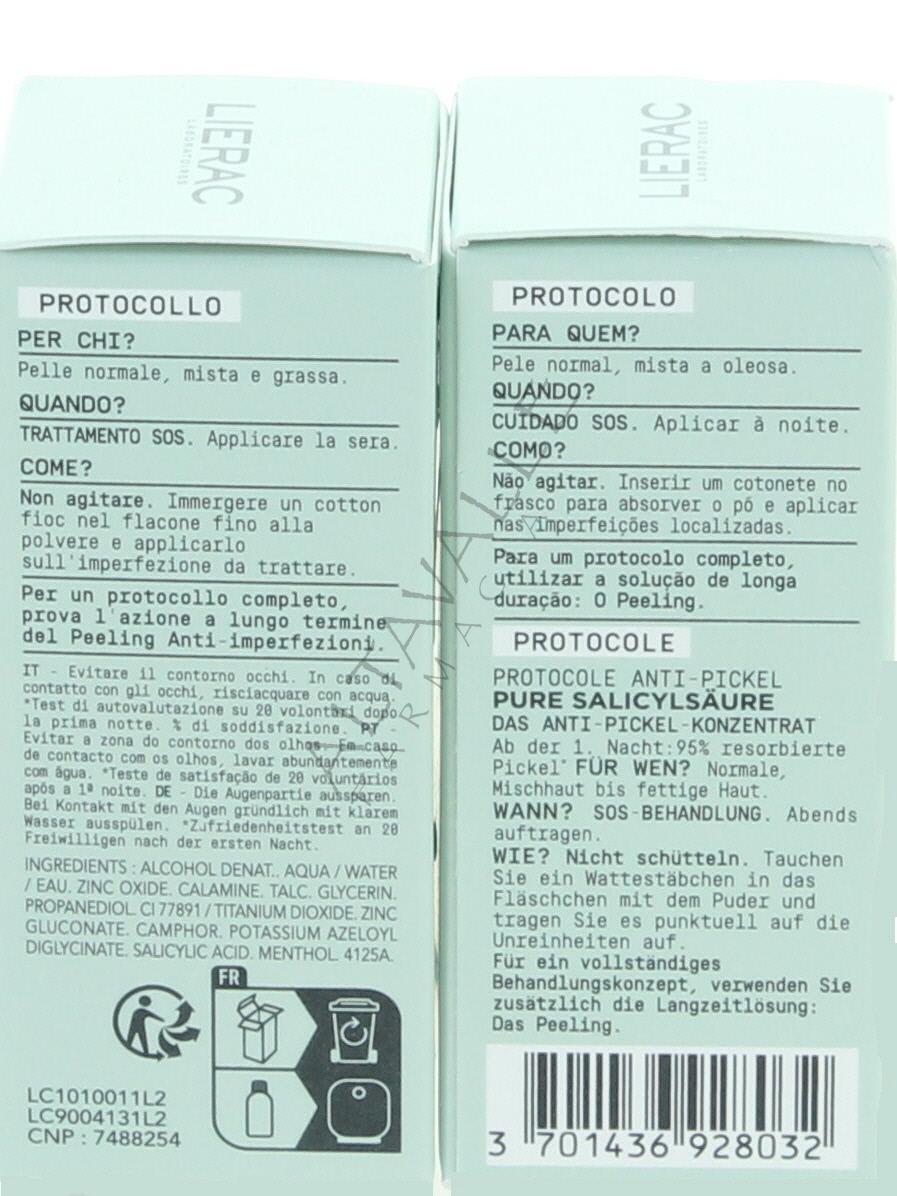 LIERAC
LABORATOIRES
PROTOCOLLO
PER CHI?
Pelle normale, mista e grassa.
QUANDO?
TRATTAMENTO SOS. Applicare la sera.
COME?
Non agitare. Immergere un cotton
fioc nel flacone fino alla
polvere e applicarlo
sull'imperfezione da trattare.
Per un protocollo completo,
prova l'azione a lungo termine
del Peeling Anti-imperfezioni.
IT - Evitare il contorno occhi. In caso di
contatto con gli occhi, risciacquare con acqua.
*Test di autovalutazione su 20 volontari dopo
la prima notte. % di soddisfazione. PT -
Evitar a zona do contorno dos olhos. Em caso
de contacto com os olhos, lavar abundantemente
com água. *Teste de satisfação de 20 voluntários
após a 1ª noite. DE - Die Augenpartie aussparen.
Bei Kontakt mit den Augen gründlich mit klarem
Wasser ausspülen. *Zufriedenheitstest an 20
Freiwilligen nach der ersten Nacht.
INGREDIENTS : ALCOHOL DENAT.. AQUA / WATER
/ EAU. ZINC OXIDE. CALAMINE. TALC. GLYCERIN.
PROPANEDIOL. CI 77891 / TITANIUM DIOXIDE. ZINC
GLUCONATE. CAMPHOR. POTASSIUM AZELOYL
DIGLYCINATE. SALICYLIC ACID. MENTHOL. 4125A.
FR
LC1010011L2
LC9004131L2
CNP : 7488254
LIERAC
LABORATOIRES
PROTOCOLO
PARA QUEM?
Pele normal, mista a oleosa.
QUANDO?
CUIDADO SOS. Aplicar à noite.
COMO?
Não agitar. Inserir um cotonete no
frasco para absorver o pó e aplicar
nas imperfeições localizadas.
Para um protocolo completo,
utilizar a solução de longa
duração: O Peeling.
PROTOCOLE
PROTOCOLE ANTI-PICKEL
PURE SALICYLSÄURE
DAS ANTI-PICKEL-KONZENTRAT
Ab der 1. Nacht:95% resorbierte
Pickel* FÜR WEN? Normale,
Mischhaut bis fettige Haut.
WANN? SOS-BEHANDLUNG. Abends
auftragen.
WIE? Nicht schütteln. Tauchen
Sie ein Wattestäbchen in das
Fläschchen mit dem Puder und
tragen Sie es punktuell auf die
Unreinheiten auf.
Für ein vollständiges
Behandlungskonzept, verwenden Sie
zusätzlich die Langzeitlösung:
Das Peeling.
3 701436 928032